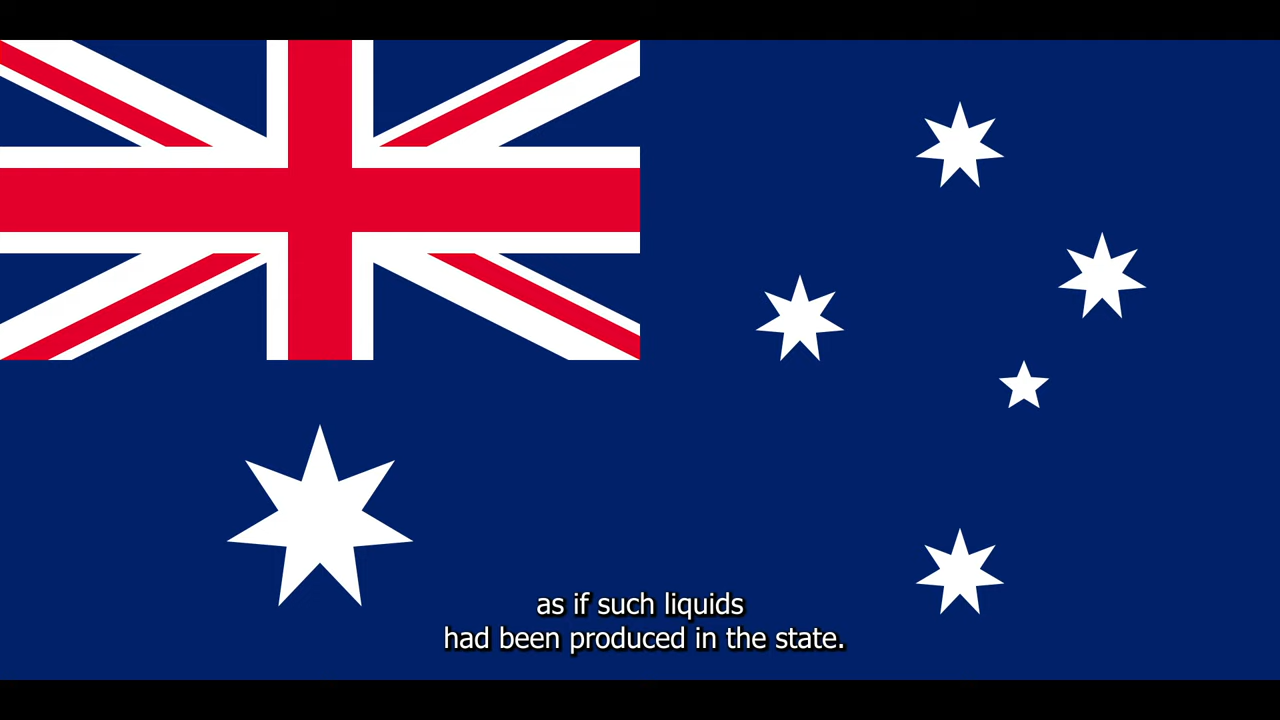 as if such liquids
had been produced in the state.